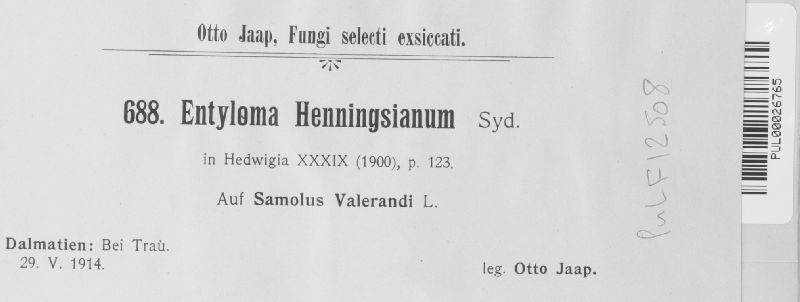 Otto Jaap, Fungi selecti exsiccati.
688. Entyloma Henningsianum Syd.
in Hedwigia XXXIX (1900), p. 123.
Auf Samolus Valerandi L.
Dalmatien: Bei Traù.
29. V. 1914.
leg. Otto Jaap.
PuLF12508
PUL00026765